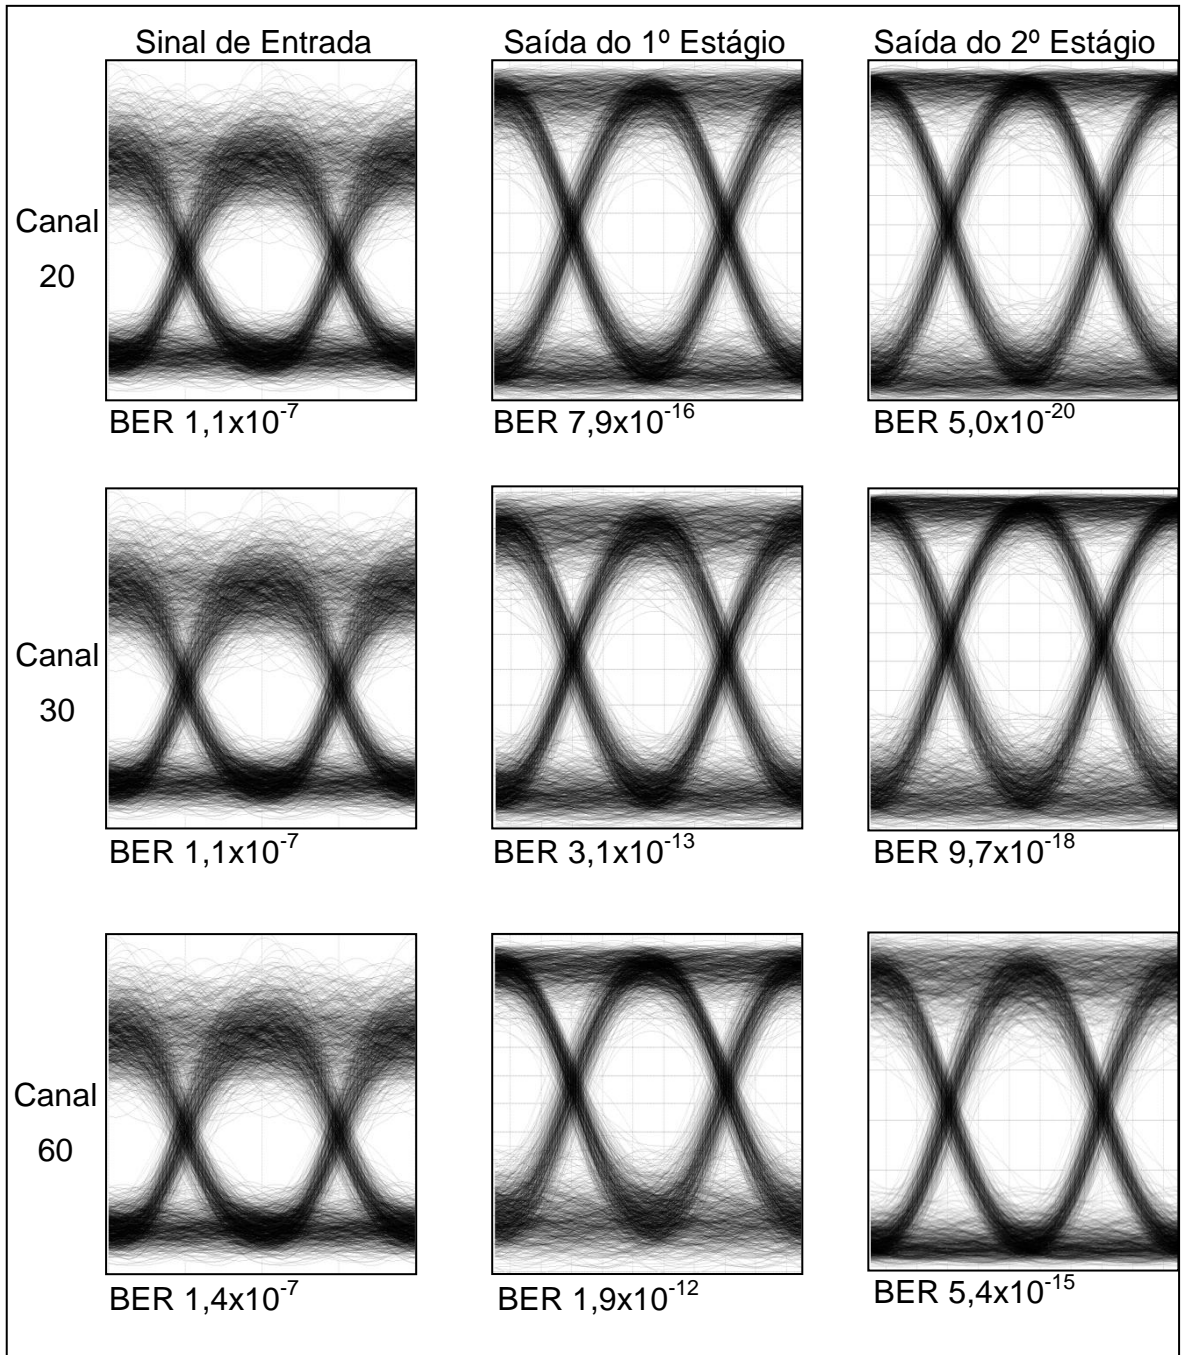 Sinal de Entrada
Saída do 1º Estágio
Saída do 2º Estágio
Canal
20
BER 1,1x10⁻⁷
BER 7,9x10⁻¹⁶
BER 5,0x10⁻²⁰
Canal
30
BER 1,1x10⁻⁷
BER 3,1x10⁻¹³
BER 9,7x10⁻¹⁸
Canal
60
BER 1,4x10⁻⁷
BER 1,9x10⁻¹²
BER 5,4x10⁻¹⁵